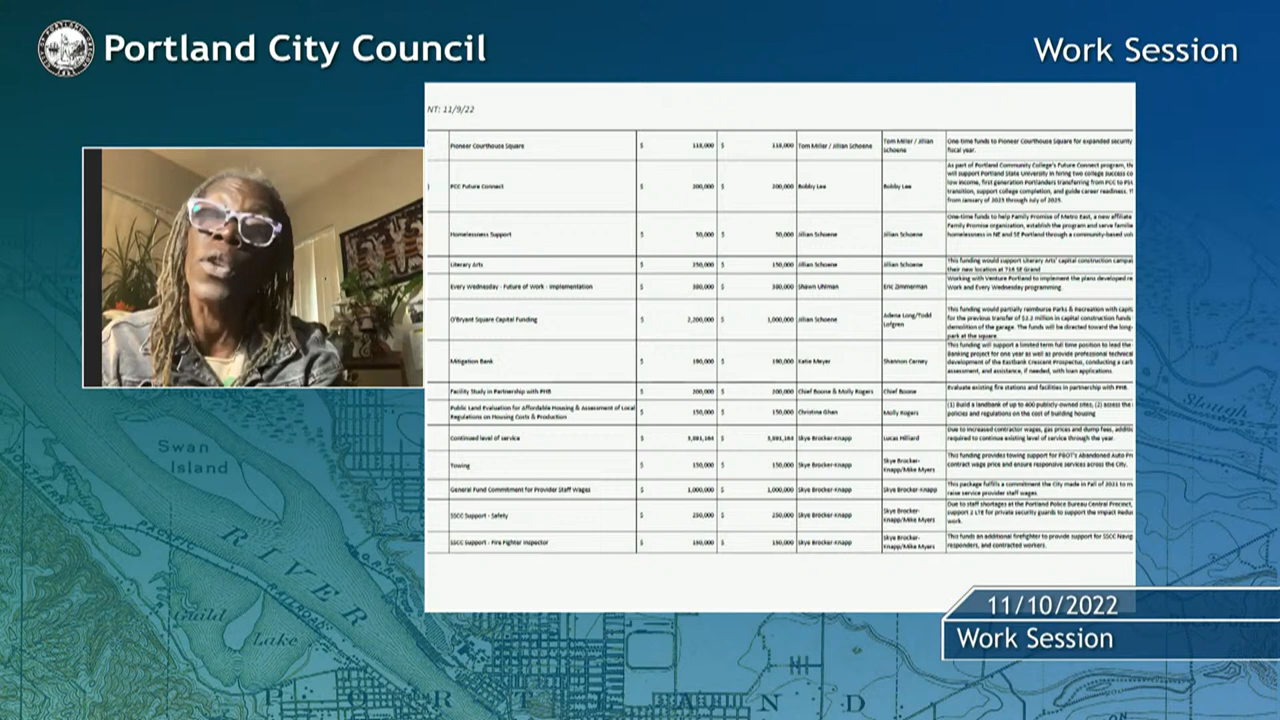 Portland City Council
Work Session
NT: 11/9/22
Pioneer Courthouse Square $ $ Tom Miller / Jillian Schoene Tom Miller / Jillian
Schoene
One-time funds to Pioneer Courthouse Square for expanded security
fiscal year.
PCC Future Connect $ 200,000 $ 200,000 Bobby Lee Bobby Lee
As part of Portland Community College's Future Connect program, th
will support Portland State University in hiring two college success co
low income, first generation Portlanders transferring from PCC to PSU
transition, support college completion, and guide career readiness.
from January of 2023 through July of 2025.
Homelessness Support $ 50,000 $ 50,000 Jillian Schoene Jillian Schoene
One-time funds to help Family Promise of Metro East, a new affiliate
Family Promise organization, establish the program and serve familie
homelessness in NE and SE Portland through a community-based
Literary Arts $ $ 150,000 Jillian Schoene Jillian Schoene
This funding would support Literary Arts' capital construction campai
their new location at 716 SE Grand
Every Wednesday - Future of Work - Implementation $ 300,000 $ 300,000 Shawn Uhlman Eric Zimmerman
Working with Venture Portland to implement the plans developed
Work and Every Wednesday programming.
O'Bryant Square Capital Funding $ 2,200,000 $ 1,000,000 Jillian Schoene Adena Long/Todd
Lofgren
This funding would partially reimburse Parks & Recreation with
for the previous transfer of $2.2 million in capital construction funds
demolition of the garage. The funds will be directed toward the long-
park at the square.
Mitigation Bank $ $ Katie Meyer Shannon Carney
This funding will support a limited term full time position to lead the
Banking project for one year as well as provide professional technical
development of the Eastbank Crescent Prospectus, conducting a
assessment, and assistance, if needed, with loan applications.
Facility Study in Partnership with PHB $ 200,000 $ 200,000 Chief Boone & Molly Rogers Chief Boone
Evaluate existing fire stations and facilities in partnership with PHB.
Public Land Evaluation for Affordable Housing & Assessment of Local
Regulations on Housing Costs & Production $ 150,000 $ 150,000 Christina Ghan Molly Rogers
(1) Build a landbank of up to 400 publicly-owned sites, (2) assess the
policies and regulations on the cost of building housing
Continued level of service $ $ Skye Brocker-Knapp Lucas Hilliard
Due to increased contractor wages, gas prices and dump fees,
required to continue existing level of service through the year.
Towing $ 150,000 $ 150,000 Skye Brocker-Knapp Skye Brocker-
Knapp/Mike Myers
This funding provides towing support for PBOT's Abandoned Auto
contract wage price and ensure responsive services across the City.
General Fund Commitment for Provider Staff Wages $ 1,000,000 $ 1,000,000 Skye Brocker-Knapp Skye Brocker-Knapp
This package fulfills a commitment the City made in Fall of 2021 to
raise service provider staff wages.
SSCC Support - Safety $ 250,000 $ 250,000 Skye Brocker-Knapp Skye Brocker-
Knapp/Mike Myers
Due to staff shortages at the Portland Police Bureau Central Precinct,
support 2 LTE for private security guards to support the Impact
work.
SSCC Support - Fire Fighter Inspector $ $ Skye Brocker-Knapp Skye Brocker-
Knapp/Mike Myers
This funds an additional firefighter to provide support for SSCC
responders, and contracted workers.
Swan
Island
Slough
Guild
Lake
VER
RAILROAD
P O R T L A N D
11/10/2022
Work Session